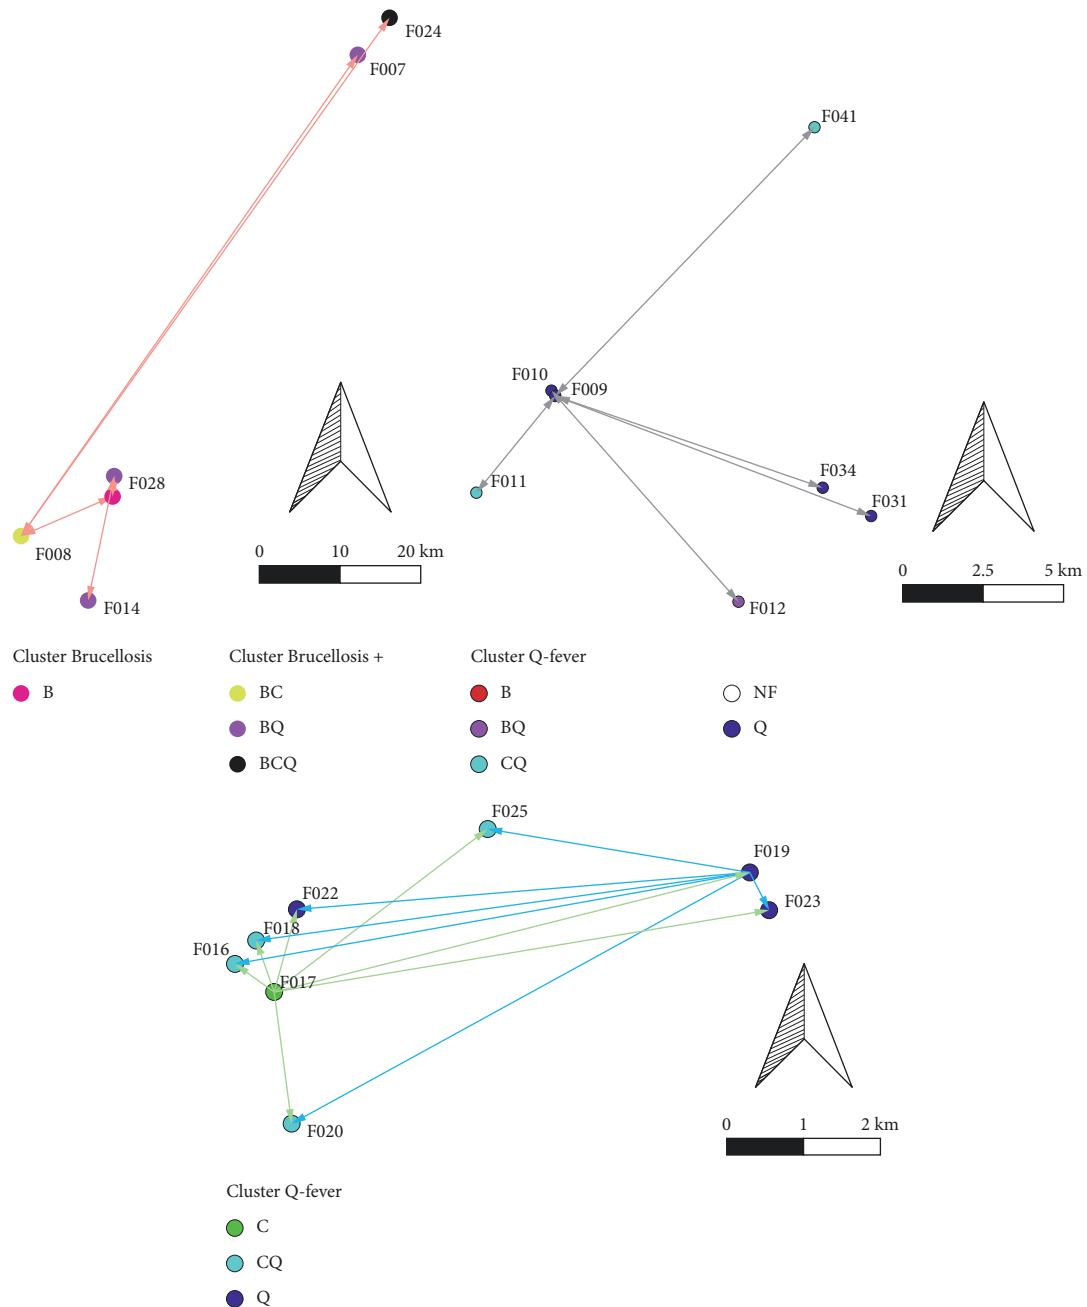 F024
F007
F028
F008
F014
0 10 20 km
F041
F010
F009
F011
F034
F031
F012
0 2.5 5 km
Cluster Brucellosis
B
Cluster Brucellosis +
BC
BQ
BCQ
Cluster Q-fever
B
BQ
CQ
NF
Q
F025
F019
F022
F023
F018
F016
F017
F020
0 1 2 km
Cluster Q-fever
C
CQ
Q